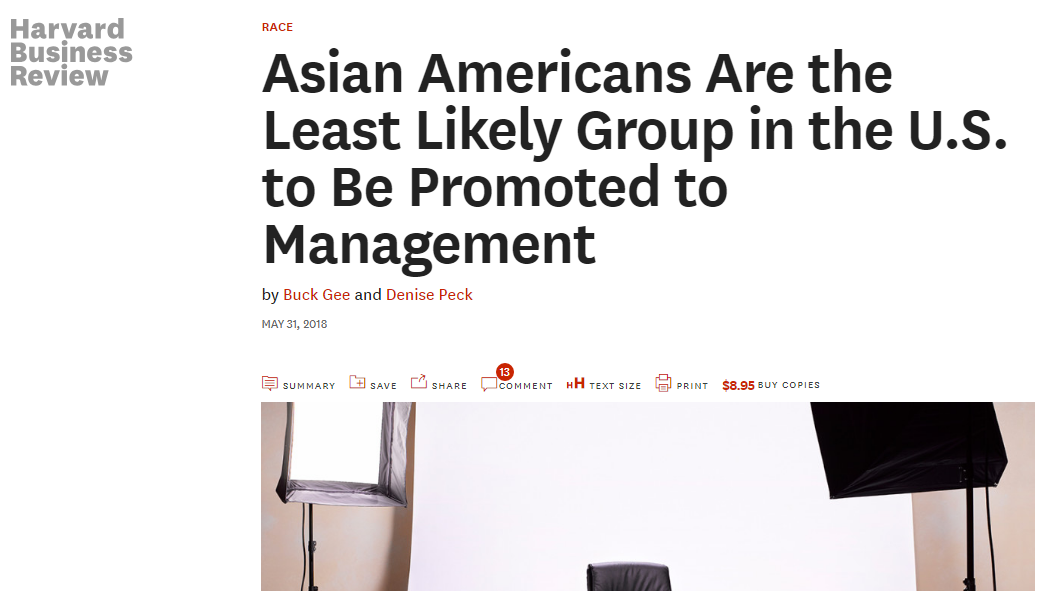 Harvard
Business
Review
RACE
Asian Americans Are the
Least Likely Group in the U.S.
to Be Promoted to
Management
by Buck Gee and Denise Peck
MAY 31, 2018
SUMMARY SAVE SHARE 13 COMMENT HH TEXT SIZE PRINT $8.95 BUY COPIES